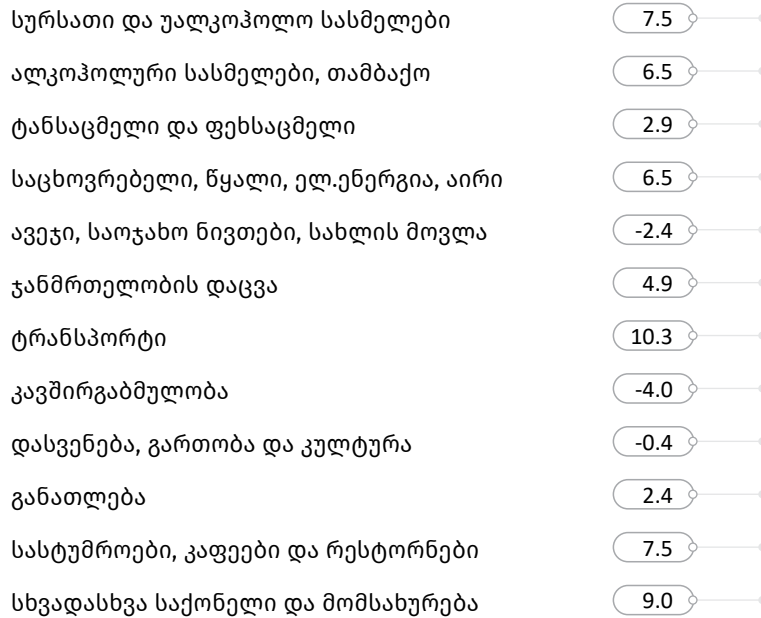 სურსათი და უალკოჰოლო სასმელები 7.5
ალკოჰოლური სასმელები, თამბაქო 6.5
ტანსაცმელი და ფეხსაცმელი 2.9
საცხოვრებელი, წყალი, ელ.ენერგია, აირი 6.5
ავეჯი, საოჯახო ნივთები, სახლის მოვლა -2.4
ჯანმრთელობის დაცვა 4.9
ტრანსპორტი 10.3
კავშირგაბმულობა -4.0
დასვენება, გართობა და კულტურა -0.4
განათლება 2.4
სასტუმროები, კაფეები და რესტორნები 7.5
სხვადასხვა საქონელი და მომსახურება 9.0